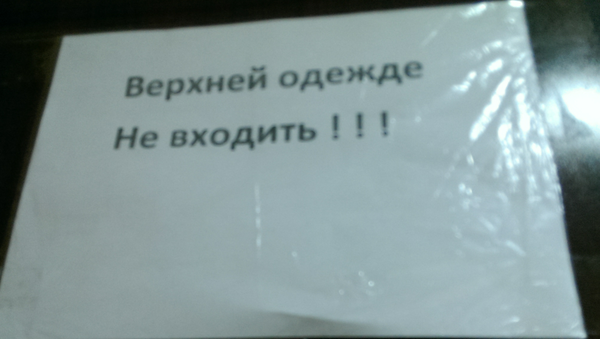 Верхней одежде
Не входить ! ! !